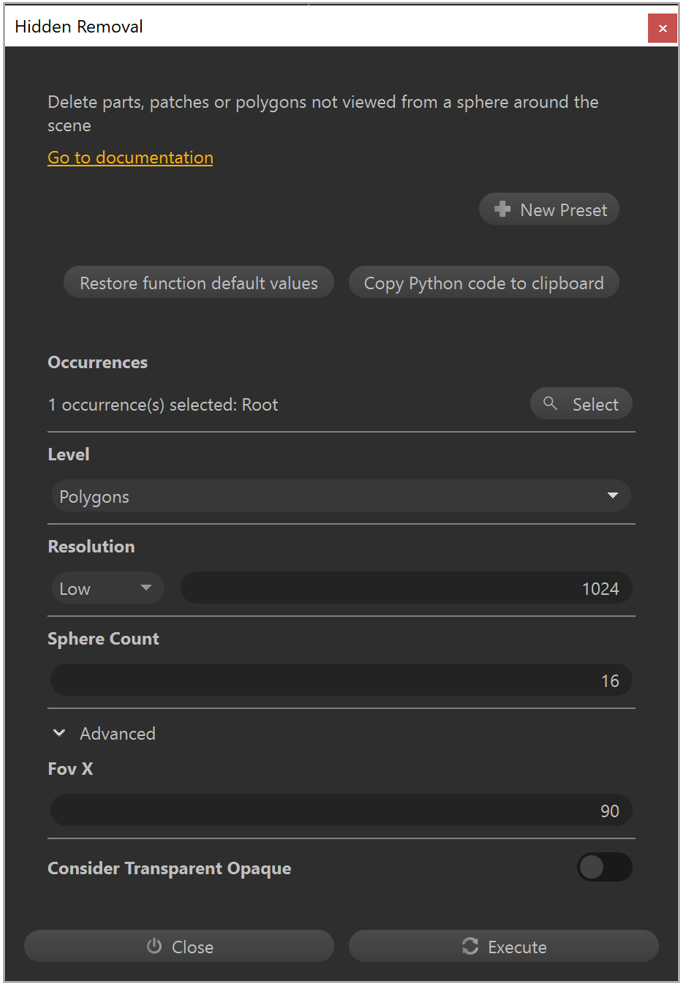 Hidden Removal
Delete parts, patches or polygons not viewed from a sphere around the
scene
Go to documentation
New Preset
Restore function default values
Copy Python code to clipboard
Occurrences
1 occurrence(s) selected: Root
Select
Level
Polygons
Resolution
Low
1024
Sphere Count
16
Advanced
Fov X
90
Consider Transparent Opaque
Close
Execute